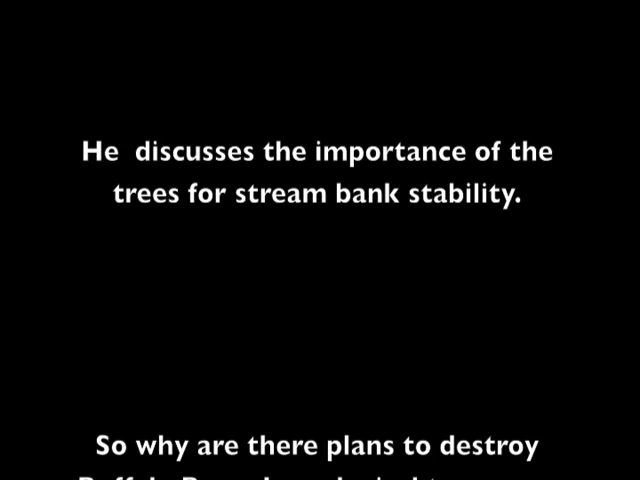 He  discusses the importance of the
trees for stream bank stability.
So why are there plans to destroy